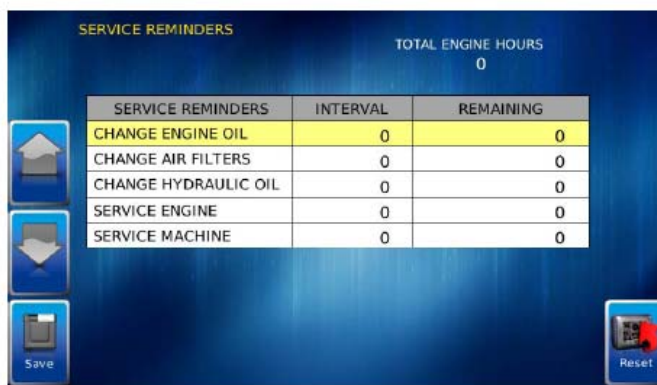 SERVICE REMINDERS
TOTAL ENGINE HOURS
0
SERVICE REMINDERS INTERVAL REMAINING
CHANGE ENGINE OIL 0 0
CHANGE AIR FILTERS 0 0
CHANGE HYDRAULIC OIL 0 0
SERVICE ENGINE 0 0
SERVICE MACHINE 0 0
Save
Reset